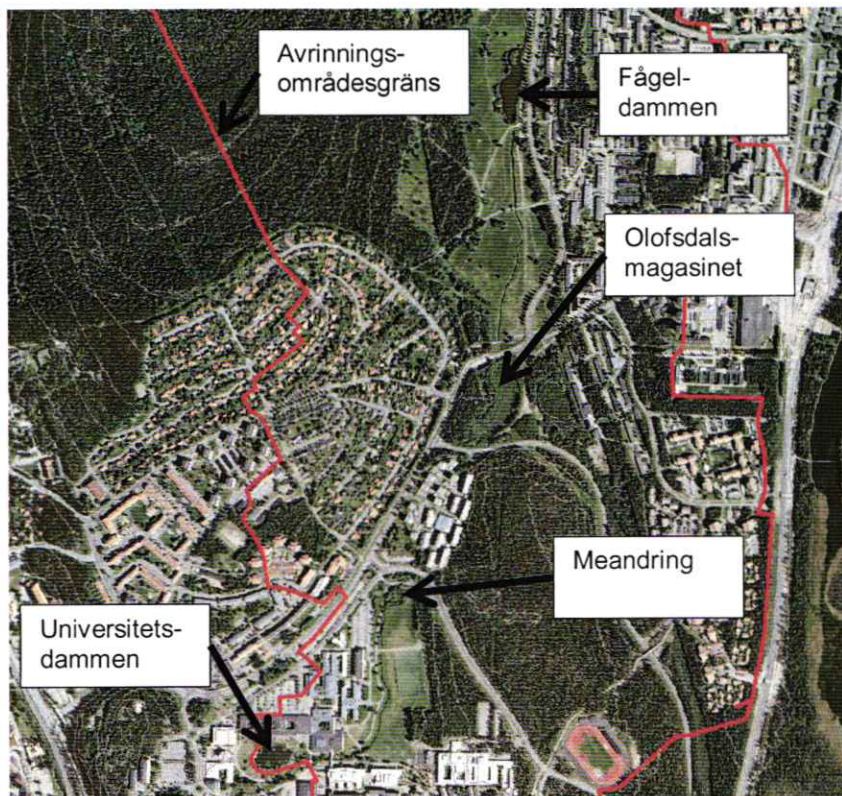 Avrinnings-
områdesgräns
Fågel-
dammen
Olofsdals-
magasinet
Meandring
Universitets-
dammen